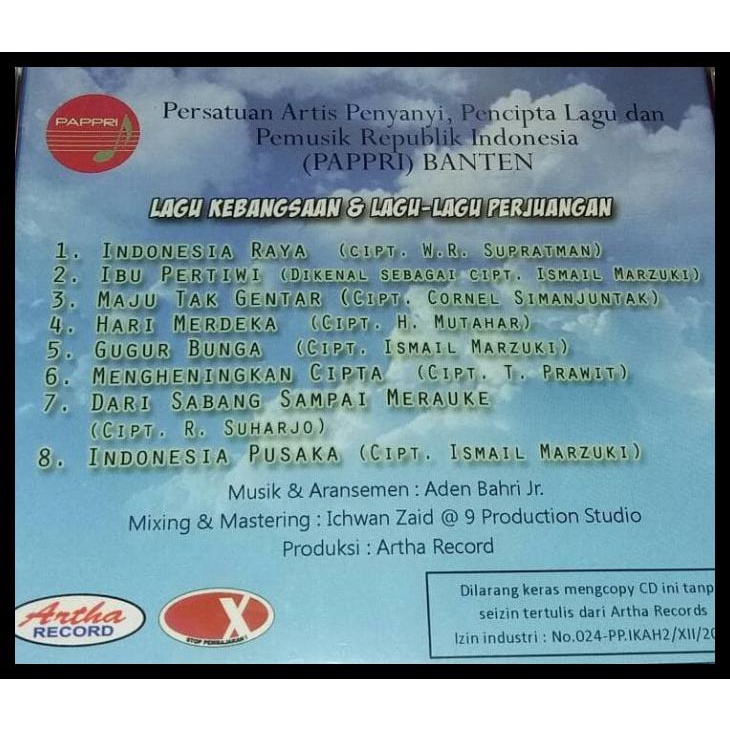 PAPPRI
Persatuan Artis Penyanyi, Pencipta Lagu dan
Pemusik Republik Indonesia
(PAPPRI) BANTEN
LAGU KEBANGSAAN & LAGU-LAGU PERJUANGAN
1. INDONESIA RAYA (CIPT. W.R. SUPRATMAN)
2. IBU PERTIWI (DIKENAL SEBAGAI CIPT. ISMAIL MARZUKI)
3. MAJU TAK GENTAR (CIPT. CORNEL SIMANJUNTAK)
4. HARI MERDEKA (CIPT. H. MUTAHAR)
5. GUGUR BUNGA (CIPT. ISMAIL MARZUKI)
6. MENGHENINGKAN CIPTA (CIPT. T. PRAWIT)
7. DARI SABANG SAMPAI MERAUKE
(CIPT. R. SUHARJO)
8. INDONESIA PUSAKA (CIPT. ISMAIL MARZUKI)
Musik & Aransemen : Aden Bahri Jr.
Mixing & Mastering : Ichwan Zaid @ 9 Production Studio
Produksi : Artha Record
Artha
RECORD
X
STOP PEMBAJAKAN !
Dilarang keras mengcopy CD ini tanp
seizin tertulis dari Artha Records
Izin industri : No.024-PP.IKAH2/XII/20